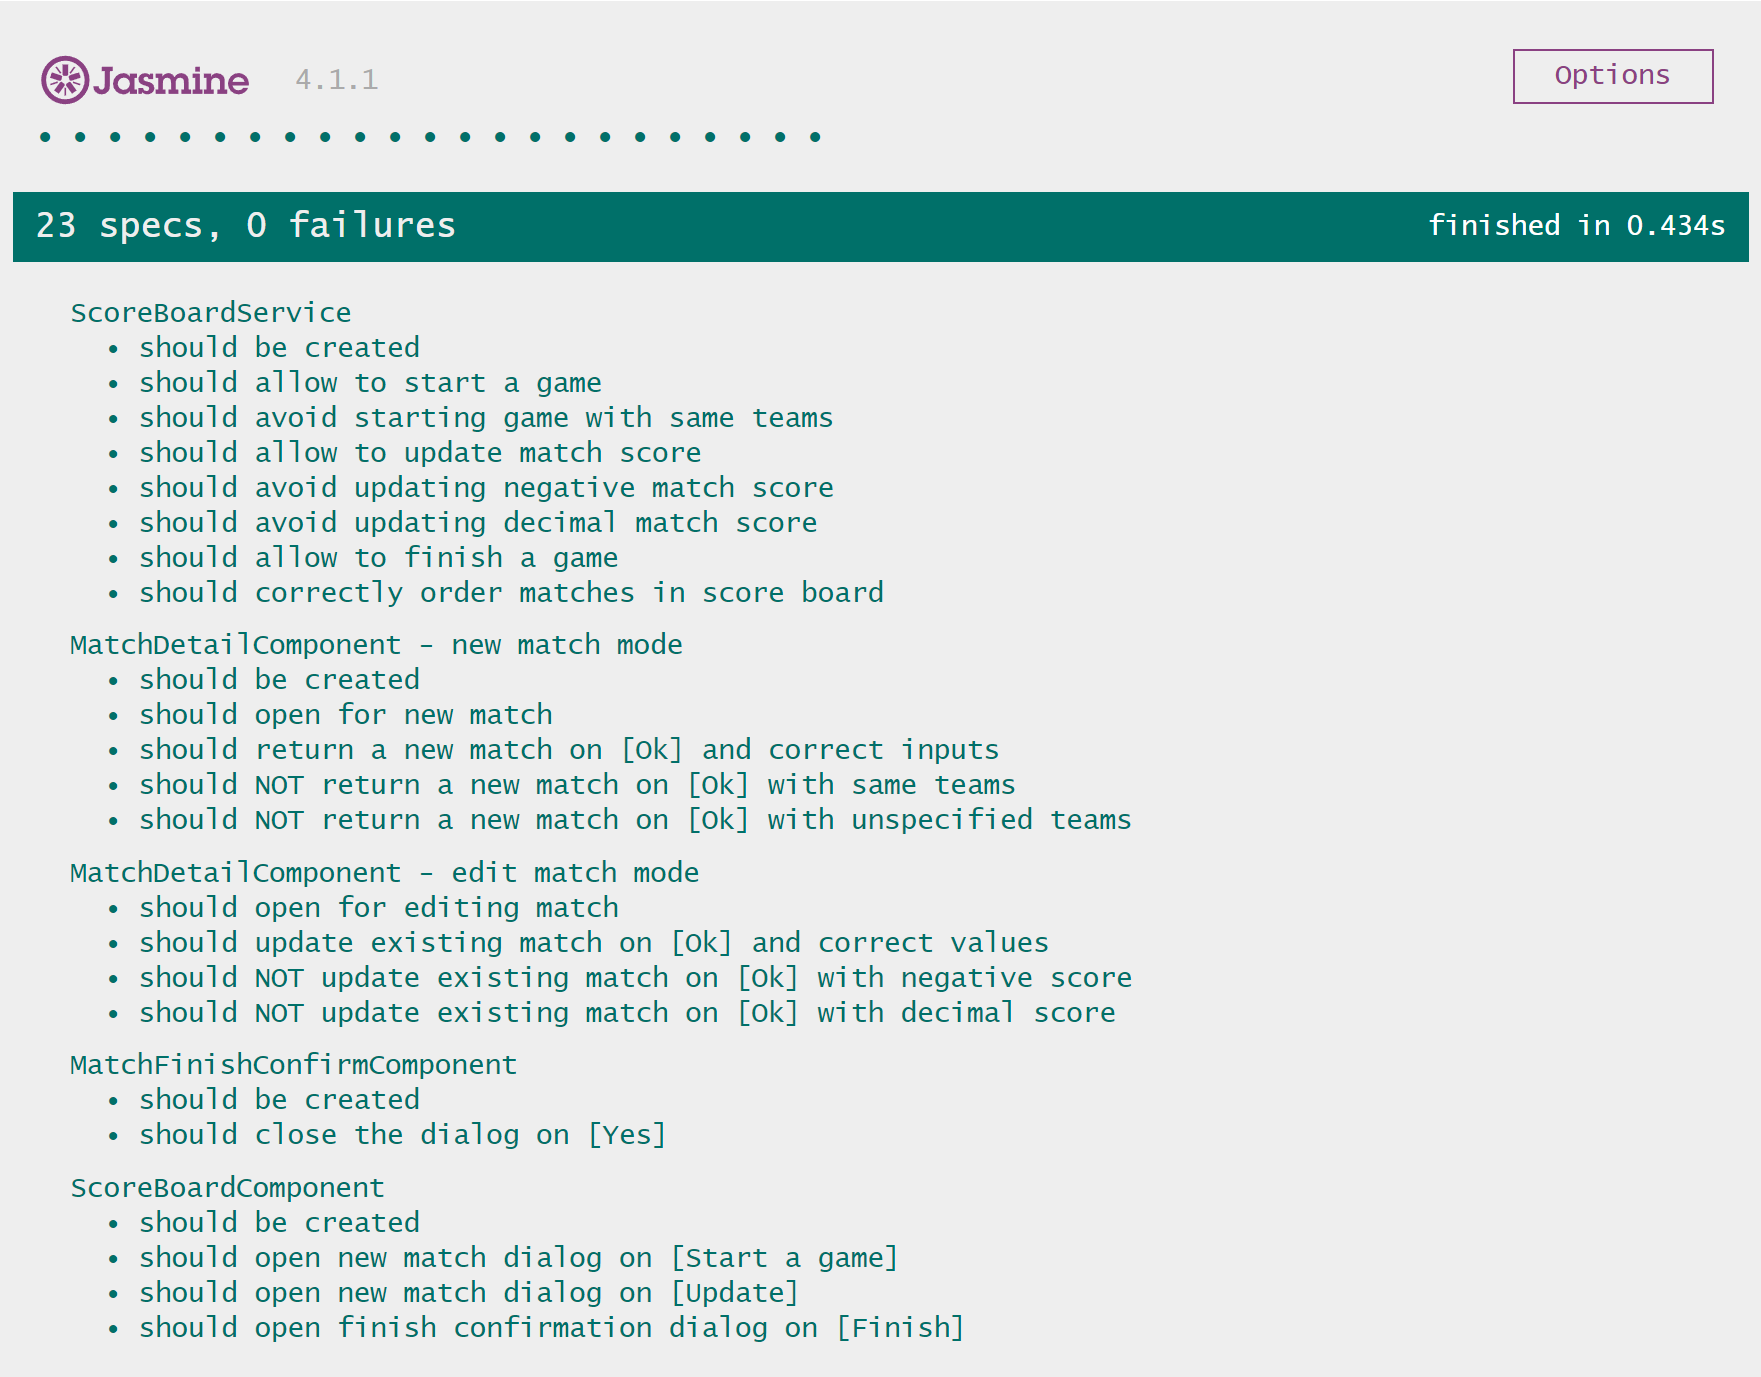 Jasmine 4.1.1 Options
23 specs, 0 failures finished in 0.434s
ScoreBoardService
• should be created
• should allow to start a game
• should avoid starting game with same teams
• should allow to update match score
• should avoid updating negative match score
• should avoid updating decimal match score
• should allow to finish a game
• should correctly order matches in score board
MatchDetailComponent - new match mode
• should be created
• should open for new match
• should return a new match on [Ok] and correct inputs
• should NOT return a new match on [Ok] with same teams
• should NOT return a new match on [Ok] with unspecified teams
MatchDetailComponent - edit match mode
• should open for editing match
• should update existing match on [Ok] and correct values
• should NOT update existing match on [Ok] with negative score
• should NOT update existing match on [Ok] with decimal score
MatchFinishConfirmComponent
• should be created
• should close the dialog on [Yes]
ScoreBoardComponent
• should be created
• should open new match dialog on [Start a game]
• should open new match dialog on [Update]
• should open finish confirmation dialog on [Finish]